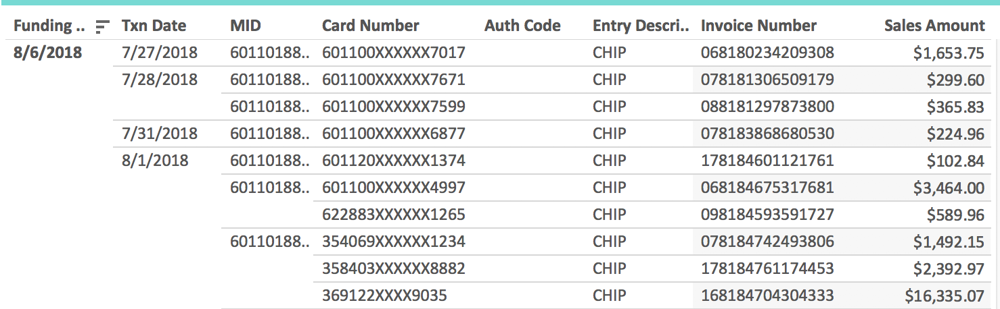 Funding .. Txn Date MID Card Number Auth Code Entry Descri.. Invoice Number Sales Amount
8/6/2018 7/27/2018 60110188.. 601100XXXXXX7017 CHIP 068180234209308 $1,653.75
7/28/2018 60110188.. 601100XXXXXX7671 CHIP 078181306509179 $299.60
60110188.. 601100XXXXXX7599 CHIP 088181297873800 $365.83
7/31/2018 60110188.. 601100XXXXXX6877 CHIP 078183868680530 $224.96
8/1/2018 60110188.. 601120XXXXXX1374 CHIP 178184601121761 $102.84
60110188.. 601100XXXXXX4997 CHIP 068184675317681 $3,464.00
622883XXXXXX1265 CHIP 098184593591727 $589.96
60110188.. 354069XXXXXX1234 CHIP 078184742493806 $1,492.15
358403XXXXXX8882 CHIP 178184761174453 $2,392.97
369122XXXX9035 CHIP 168184704304333 $16,335.07